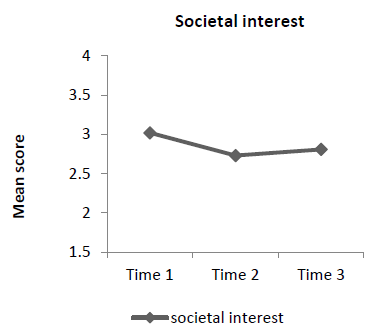 Societal interest
4
3.5
3
2.5
2
1.5
Mean score
Time 1 Time 2 Time 3
societal interest